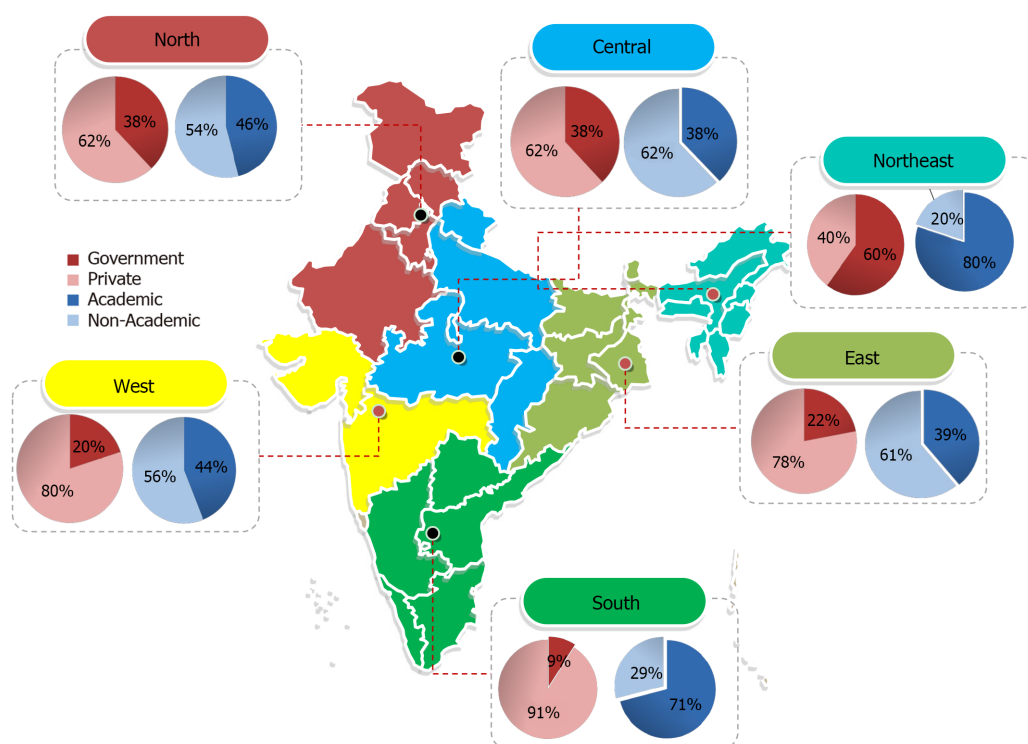 North
38%
62%
46%
54%
Central
38%
62%
38%
62%
Northeast
40%
60%
20%
80%
Government
Private
Academic
Non-Academic
West
20%
80%
56%
44%
East
22%
78%
39%
61%
South
9%
91%
29%
71%